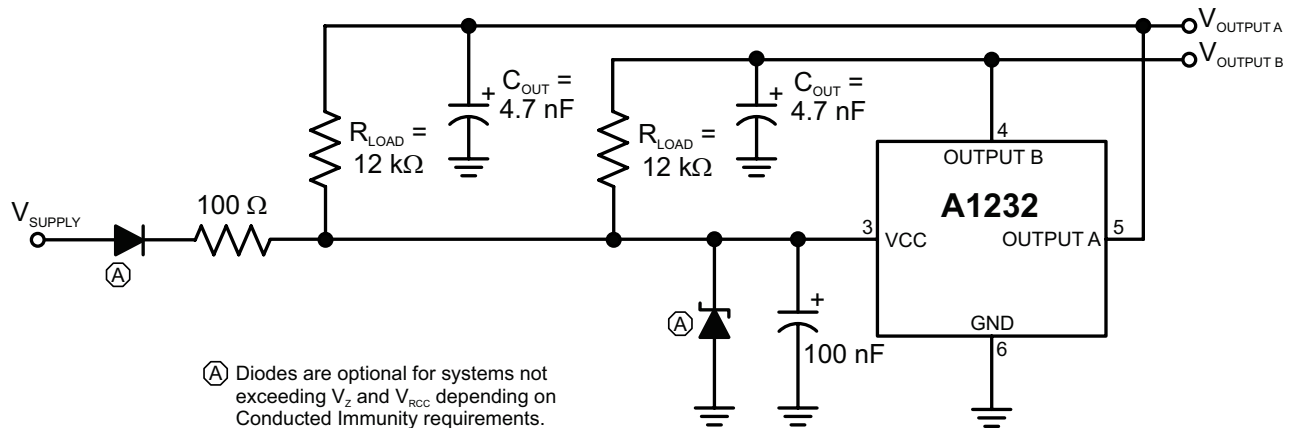 V_OUTPUT A
V_OUTPUT B
C_OUT =
4.7 nF
C_OUT =
4.7 nF
R_LOAD =
12 kΩ
R_LOAD =
12 kΩ
4
OUTPUT B
A1232
V_SUPPLY
100 Ω
3
VCC
OUTPUT A
5
A
A
GND
6
100 nF
+
+
+
A Diodes are optional for systems not
exceeding V_Z and V_RCC depending on
Conducted Immunity requirements.